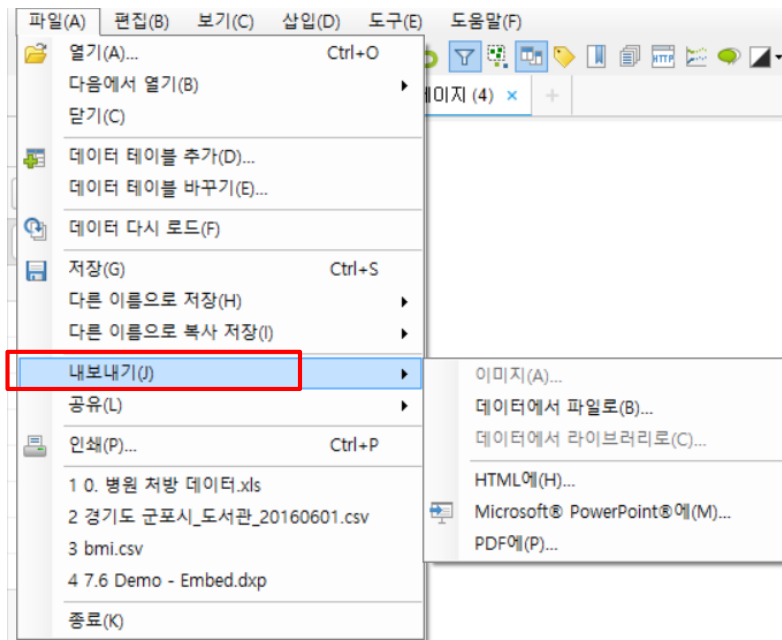 파일(A) 편집(B) 보기(C) 삽입(D) 도구(E) 도움말(F)
열기(A)... Ctrl+O
다음에서 열기(B)
닫기(C)
(4)
데이터 테이블 추가(D)...
데이터 테이블 바꾸기(E)...
데이터 다시 로드(F)
저장(G) Ctrl+S
다른 이름으로 저장(H)
다른 이름으로 복사 저장(I)
내보내기(J)
공유(L)
인쇄(P)... Ctrl+P
1 0. 병원 처방 데이터.xls
2 경기도 군포시_도서관_20160601.csv
3 bmi.csv
4 7.6 Demo - Embed.dxp
종료(K)
이미지(A)...
데이터에서 파일로(B)...
데이터에서 라이브러리로(C)...
HTML에(H)...
Microsoft® PowerPoint®에(M)...
PDF에(P)...
HTTP